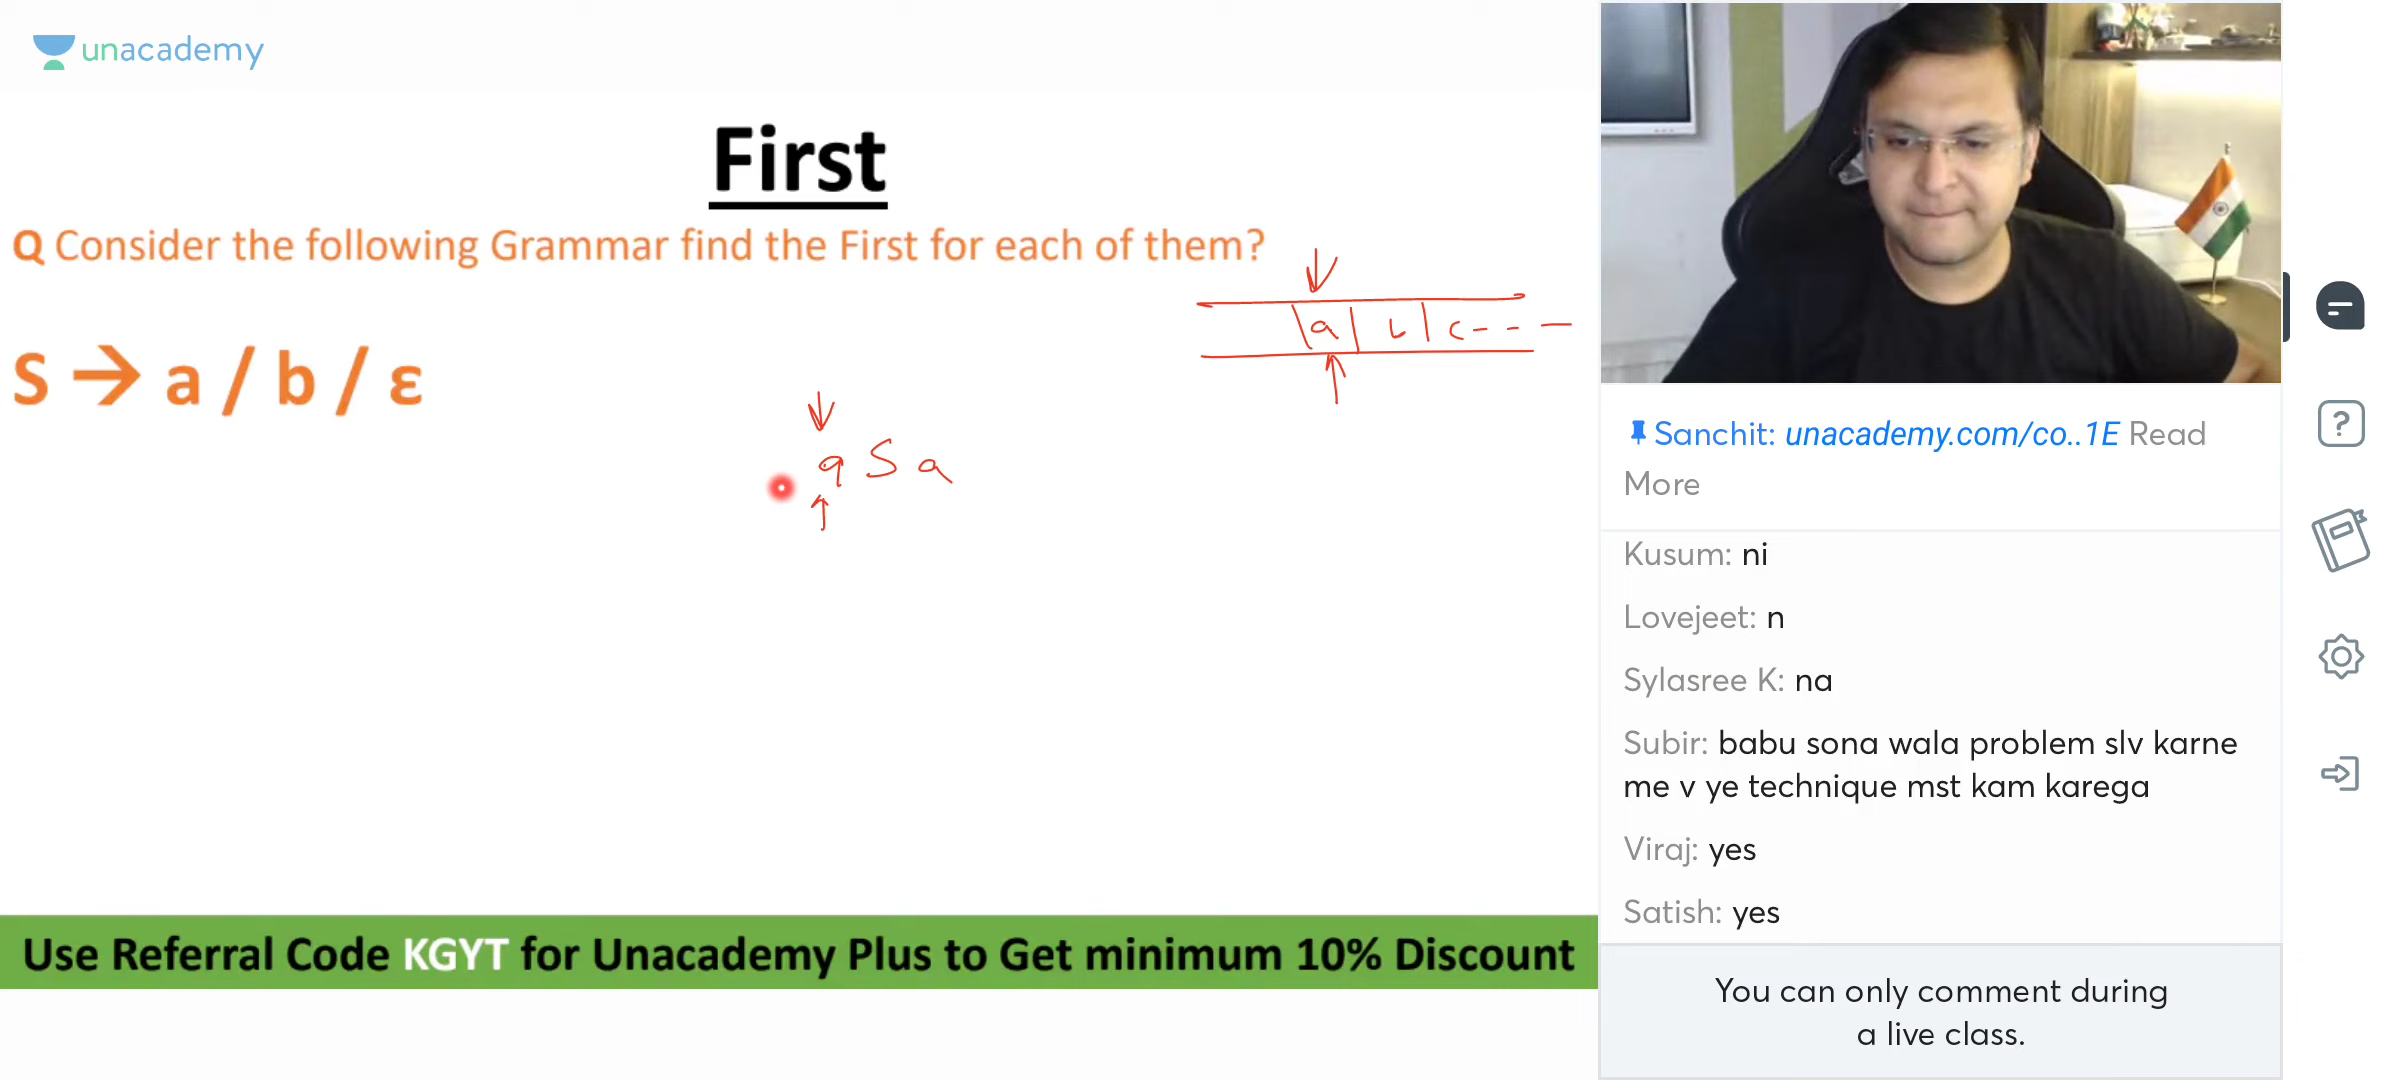 unacademy
First
Q Consider the following Grammar find the First for each of them?
a b c - - -
S → a / b / ε
a S a
Use Referral Code KGYT for Unacademy Plus to Get minimum 10% Discount
Sanchit: unacademy.com/co..1E Read
More
Kusum: ni
Lovejeet: n
Sylasree K: na
Subir: babu sona wala problem slv karne
me v ye technique mst kam karega
Viraj: yes
Satish: yes
You can only comment during
a live class.
?